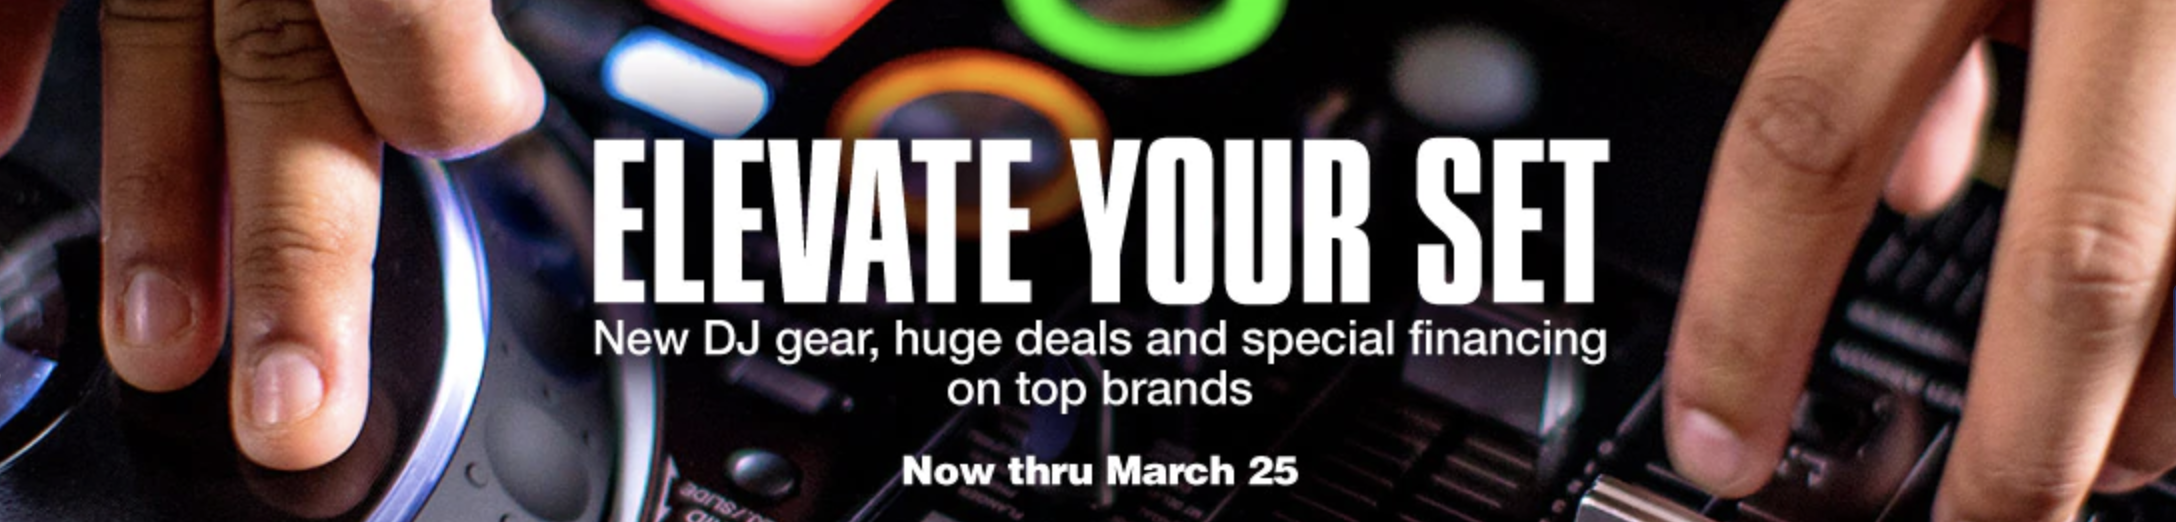 ELEVATE YOUR SET
New DJ gear, huge deals and special financing
on top brands
Now thru March 25